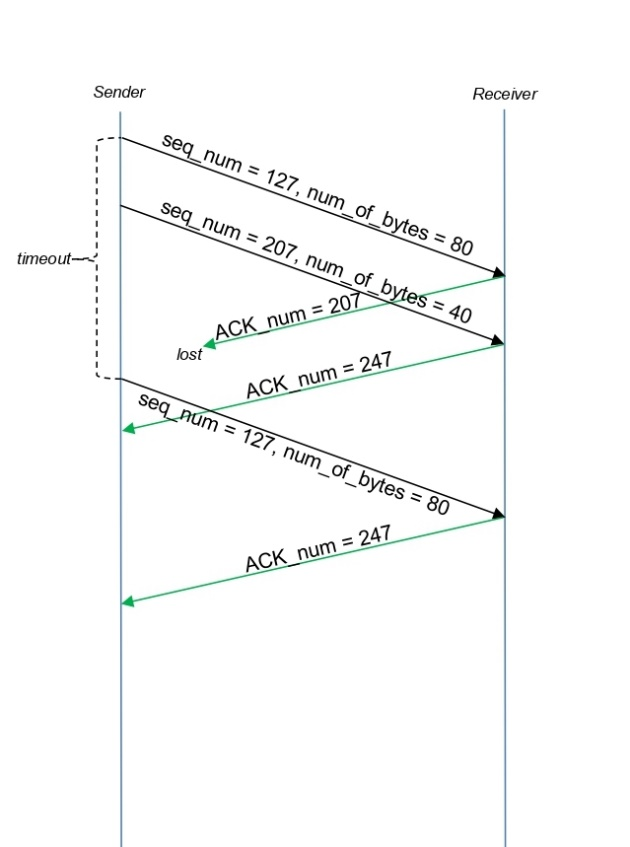 Sender
Receiver
seq_num = 127, num_of_bytes = 80
seq_num = 207, num_of_bytes = 40
timeout
ACK_num = 207
lost
ACK_num = 247
seq_num = 127, num_of_bytes = 80
ACK_num = 247